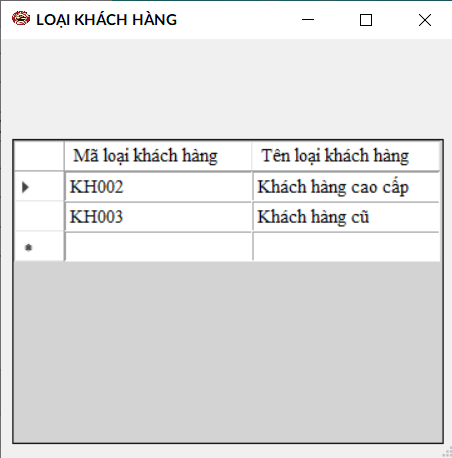 LOẠI KHÁCH HÀNG
Mã loại khách hàng Tên loại khách hàng
KH002 Khách hàng cao cấp
KH003 Khách hàng cũ